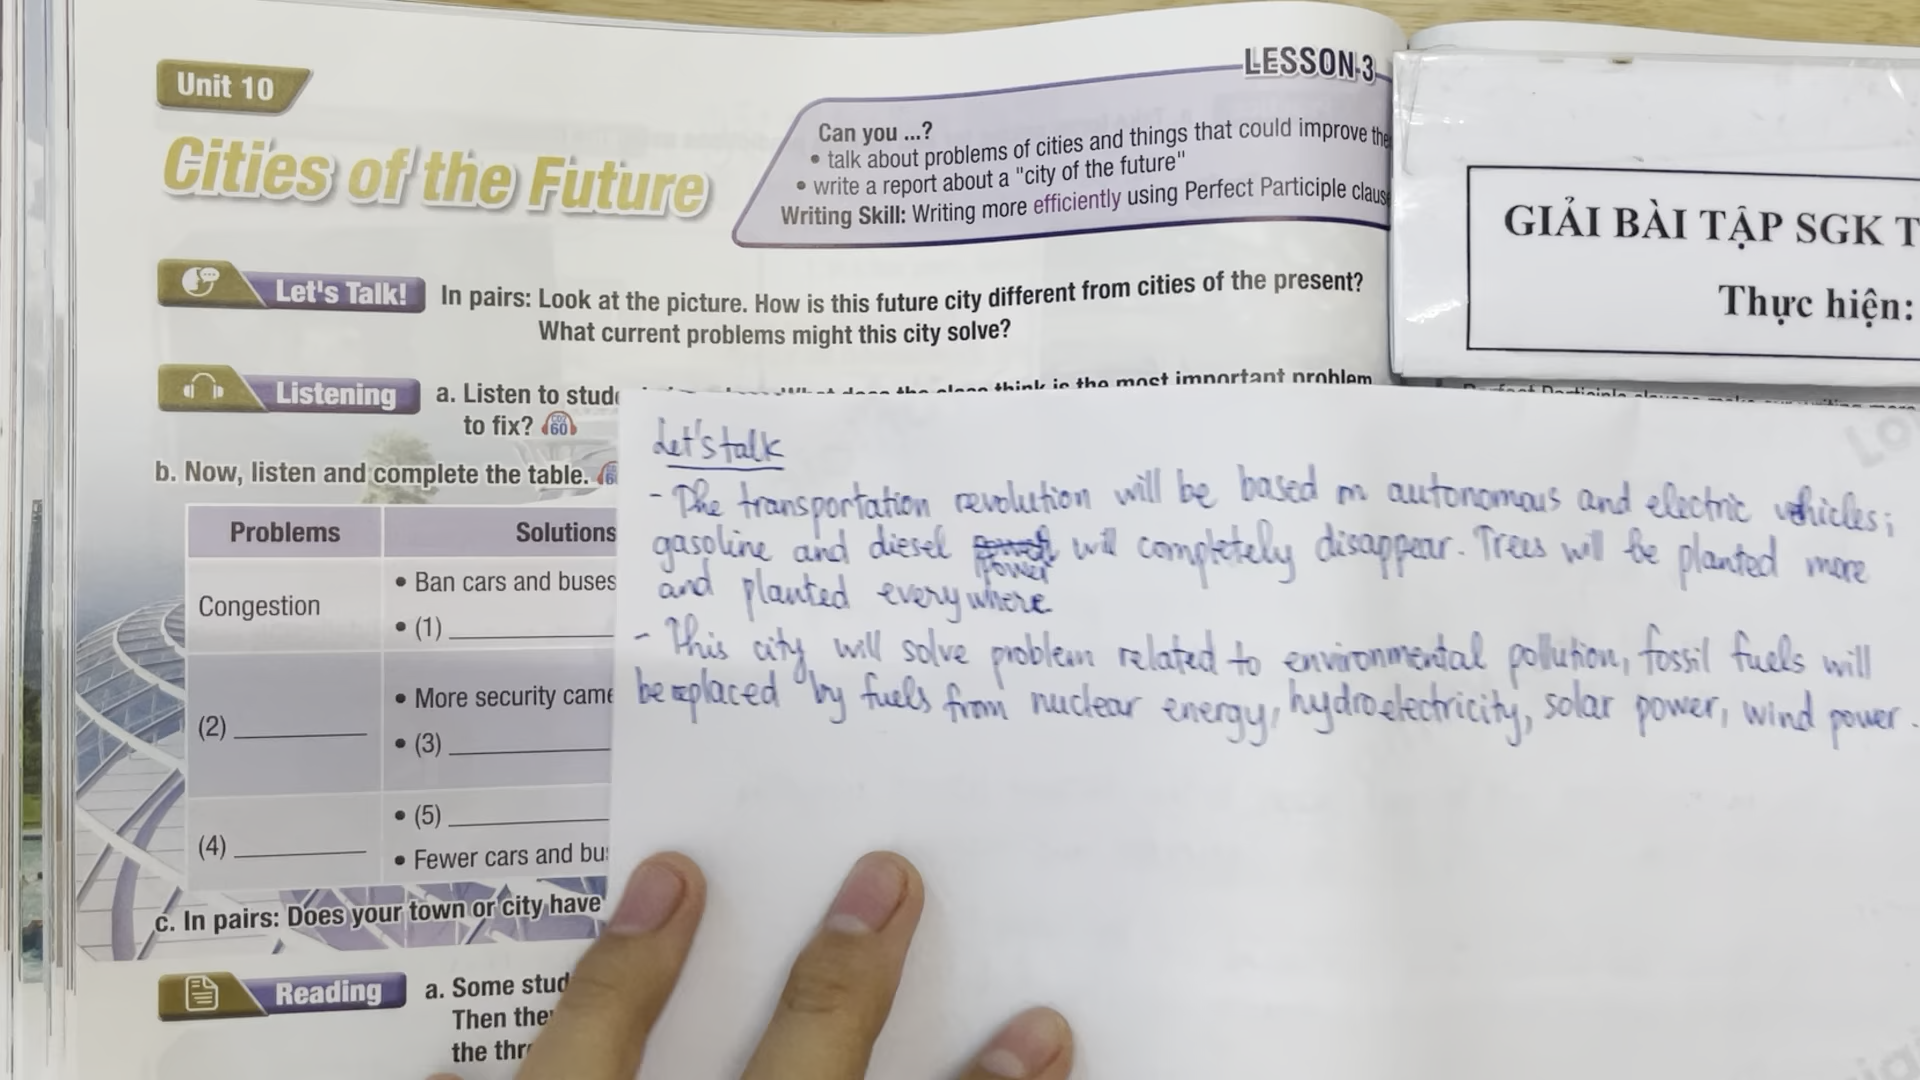 Unit 10
LESSON 3
Cities of the Future
Can you ...?
• talk about problems of cities and things that could improve
• write a report about a "city of the future"
Writing Skill: Writing more efficiently using Perfect Participle
Let's Talk!
In pairs: Look at the picture. How is this future city different from cities of the present?
What current problems might this city solve?
Listening
a. Listen to
think is the most important problem
to fix?
b. Now, listen and complete the table.
Problems
Solutions
Congestion
• Ban cars and buses
• (1)
(2)
• More security
• (3)
(4)
• (5)
• Fewer cars and
c. In pairs: Does your town or city have
Reading
a. Some
Then
the
GIẢI BÀI TẬP SGK
Thực hiện:
Let's talk
- The transportation revolution will be based on autonomous and electric vehicles;
gasoline and diesel power will completely disappear. Trees will be planted more
and planted everywhere
- This city will solve problem related to environmental pollution, fossil fuels will
be replaced by fuels from nuclear energy, hydroelectricity, solar power, wind power.